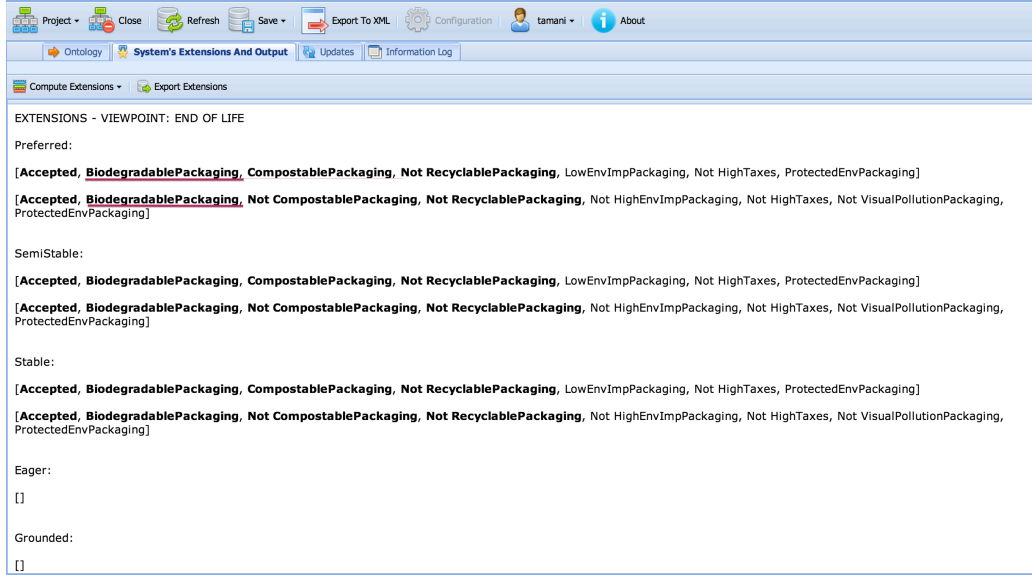 Project Close Refresh Save Export To XML Configuration tamani About
Ontology System's Extensions And Output Updates Information Log
Compute Extensions Export Extensions
EXTENSIONS - VIEWPOINT: END OF LIFE
Preferred:
[Accepted, BiodegradablePackaging, CompostablePackaging, Not RecyclablePackaging, LowEnvImpPackaging, Not HighTaxes, ProtectedEnvPackaging]
[Accepted, BiodegradablePackaging, Not CompostablePackaging, Not RecyclablePackaging, Not HighEnvImpPackaging, Not HighTaxes, Not VisualPollutionPackaging,
ProtectedEnvPackaging]
SemiStable:
[Accepted, BiodegradablePackaging, CompostablePackaging, Not RecyclablePackaging, LowEnvImpPackaging, Not HighTaxes, ProtectedEnvPackaging]
[Accepted, BiodegradablePackaging, Not CompostablePackaging, Not RecyclablePackaging, Not HighEnvImpPackaging, Not HighTaxes, Not VisualPollutionPackaging,
ProtectedEnvPackaging]
Stable:
[Accepted, BiodegradablePackaging, CompostablePackaging, Not RecyclablePackaging, LowEnvImpPackaging, Not HighTaxes, ProtectedEnvPackaging]
[Accepted, BiodegradablePackaging, Not CompostablePackaging, Not RecyclablePackaging, Not HighEnvImpPackaging, Not HighTaxes, Not VisualPollutionPackaging,
ProtectedEnvPackaging]
Eager:
[]
Grounded:
[]